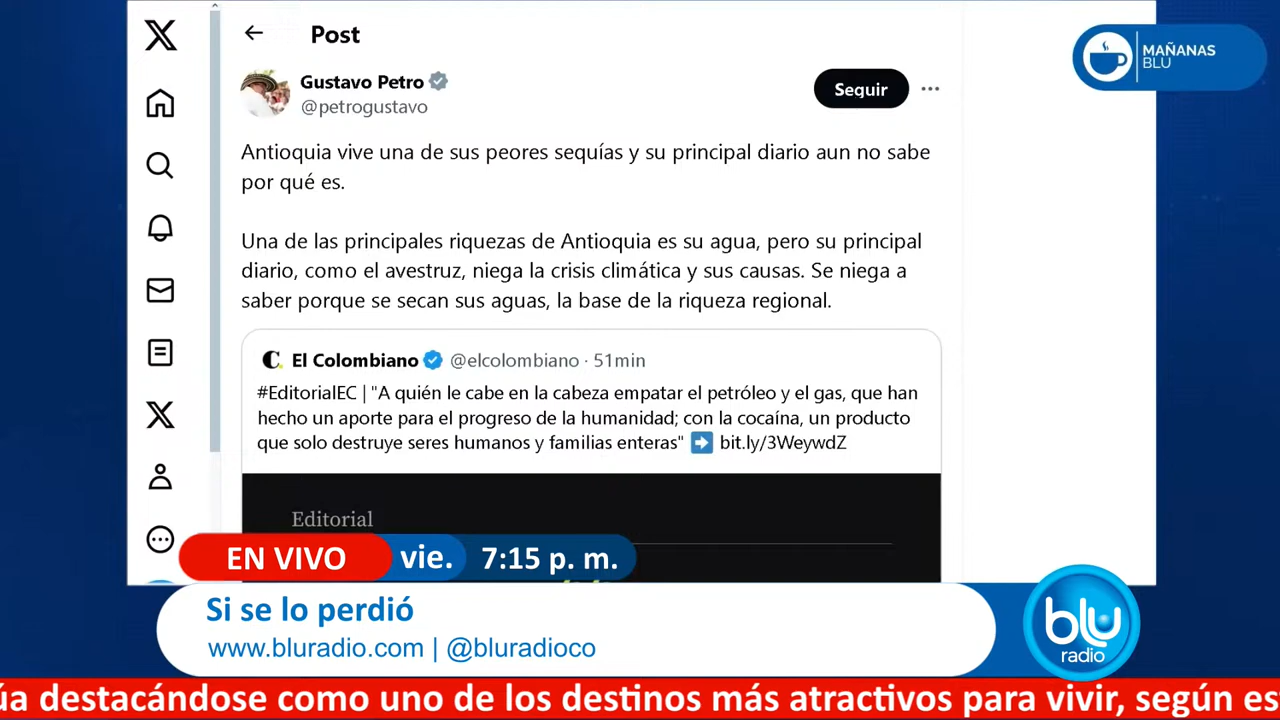 Post
MAÑANAS
BLU
Gustavo Petro
@petrogustavo
Seguir
Antioquia vive una de sus peores sequías y su principal diario aun no sabe
por qué es.
Una de las principales riquezas de Antioquia es su agua, pero su principal
diario, como el avestruz, niega la crisis climática y sus causas. Se niega a
saber porque se secan sus aguas, la base de la riqueza regional.
El Colombiano @elcolombiano · 51min
#EditorialEC | "A quién le cabe en la cabeza empatar el petróleo y el gas, que han
hecho un aporte para el progreso de la humanidad; con la cocaína, un producto
que solo destruye seres humanos y familias enteras" ➡️ bit.ly/3WeywdZ
Editorial
EN VIVO vie. 7:15 p. m.
Si se lo perdió
www.bluradio.com | @bluradioco
blu
radio
úa destacándose como uno de los destinos más atractivos para vivir, según es